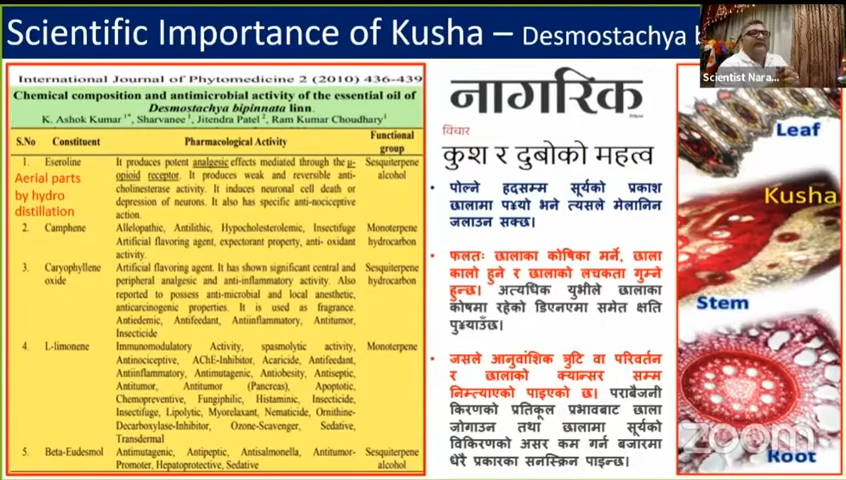 Scientific Importance of Kusha – Desmostachya b
Scientist Nara...
International Journal of Phytomedicine 2 (2010) 436-439
Chemical composition and antimicrobial activity of the essential oil of
Desmostachya bipinnata linn.
K. Ashok Kumar 1*, Sharvanee 1, Jitendra Patel 2, Ram Kumar Choudhary 1
S.No Constituent Pharmacological Activity Functional group
1. Eseroline It produces potent analgesic effects mediated through the µ- Sesquiterpene
Aerial parts opioid receptor. It produces weak and reversible anti- alcohol
by hydro cholinesterase activity. It induces neuronal cell death or
distillation depression of neurons. It also has specific anti-nociceptive
action.
2. Camphene Allelopathic, Antilithic, Hypocholesterolemic, Insectifuge Monoterpene
Artificial flavoring agent, expectorant property, anti- oxidant hydrocarbon
activity.
3. Caryophyllene Artificial flavoring agent. It has shown significant central and Sesquiterpene
oxide peripheral analgesic and anti-inflammatory activity. Also hydrocarbon
reported to possess anti-microbial and local anesthetic,
anticarcinogenic properties. It is used as fragrance.
Antiedemic, Antifeedant, Antiinflammatory, Antitumor,
Insecticide
4. L-limonene Immunomodulatory Activity, spasmolytic activity, Monoterpene
Antinociceptive, AChE-Inhibitor, Acaricide, Antifeedant,
Antiinflammatory, Antimutagenic, Antiobesity, Antiseptic,
Antitumor, Antitumor (Pancreas), Apoptotic,
Chemopreventive, Fungiphilic, Histaminic, Insecticide,
Insectifuge, Lipolytic, Myorelaxant, Nematicide, Ornithine-
Decarboxylase-Inhibitor, Ozone-Scavenger, Sedative,
Transdermal
5. Beta-Eudesmol Antimutagenic, Antipeptic, Antisalmonella, Antitumor- Sesquiterpene
Promoter, Hepatoprotective, Sedative alcohol
नागरिक
विचार
कुश र दुबोको महत्व
• पोल्ने हदसम्म सूर्यको प्रकाश
छालामा पर्‍यो भने त्यसले मेलानिन
जलाउन सक्छ।
• फलतः छालाका कोषिका मर्ने, छाला
कालो हुने र छालाको लचकता गुम्ने
हुन्छ। अत्यधिक युभीले छालाका
कोषमा रहेको डिएनएमा समेत क्षति
पुर्‍याउँछ।
• जसले आनुवांशिक त्रुटि वा परिवर्तन
र छालाको क्यान्सर सम्म
निम्त्याएको पाइएको छ। पराबैजनी
किरणको प्रतिकूल प्रभावबाट छाला
जोगाउन तथा छालामा सूर्यको
विकिरणको असर कम गर्न बजारमा
धेरै प्रकारका सनस्क्रिन पाइन्छ।
Leaf
Kusha
Stem
Root
zoom